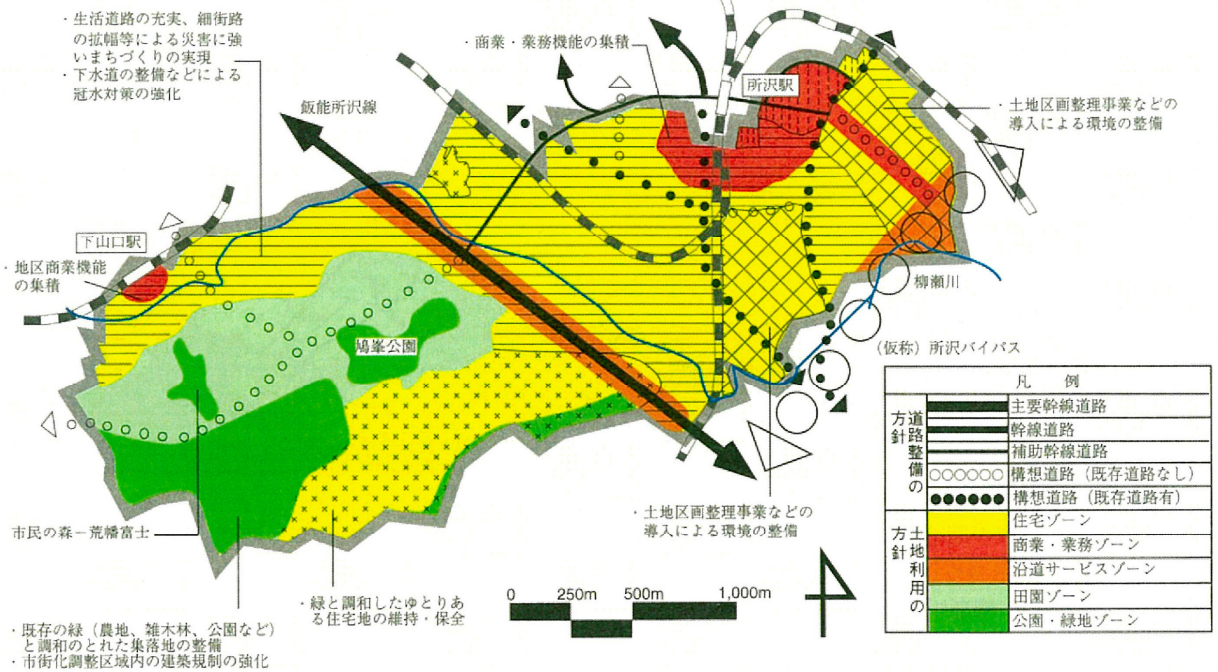 ・生活道路の充実、細街路
の拡幅等による災害に強
いまちづくりの実現
・下水道の整備などによる
冠水対策の強化
・商業・業務機能の集積
所沢駅
飯能所沢線
・土地区画整理事業などの
導入による環境の整備
下山口駅
・地区商業機能
の集積
柳瀬川
鳩峯公園
(仮称)所沢バイパス
市民の森－荒幡富士
・土地区画整理事業などの
導入による環境の整備
・緑と調和したゆとりあ
る住宅地の維持・保全
・既存の緑（農地、雑木林、公園など）
と調和のとれた集落地の整備
・市街化調整区域内の建築規制の強化
0 250m 500m 1,000m
凡例
道路整備の方針
主要幹線道路
幹線道路
補助幹線道路
構想道路（既存道路なし）
構想道路（既存道路有）
土地利用の方針
住宅ゾーン
商業・業務ゾーン
沿道サービスゾーン
田園ゾーン
公園・緑地ゾーン